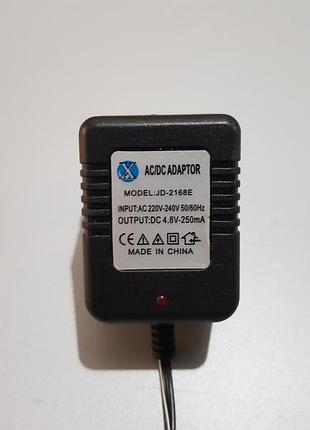 X
AC/DC ADAPTOR
MODEL:JD-2168E
INPUT:AC 220V-240V 50/60Hz
OUTPUT:DC 4.8V-250mA
CE
MADE IN CHINA